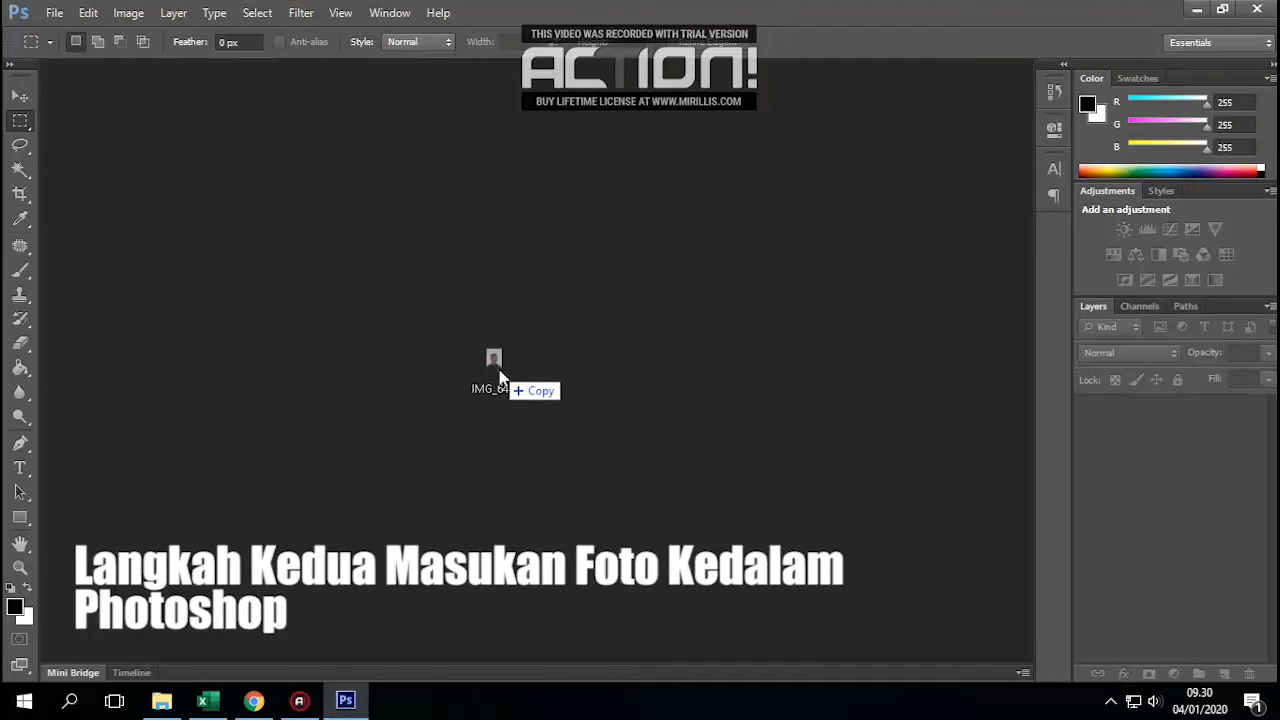 Ps File Edit Image Layer Type Select Filter View Window Help
THIS VIDEO WAS RECORDED WITH TRIAL VERSION
ACTION!
BUY LIFETIME LICENSE AT WWW.MIRILLIS.COM
Feather: 0 px Anti-alias Style: Normal Width: Essentials
Color Swatches
R 255
G 255
B 255
Adjustments Styles
Add an adjustment
Layers Channels Paths
Kind
Normal Opacity:
Lock: Fill:
IMG_64 Copy
Langkah Kedua Masukan Foto Kedalam
Photoshop
Mini Bridge Timeline
09.30
04/01/2020
1